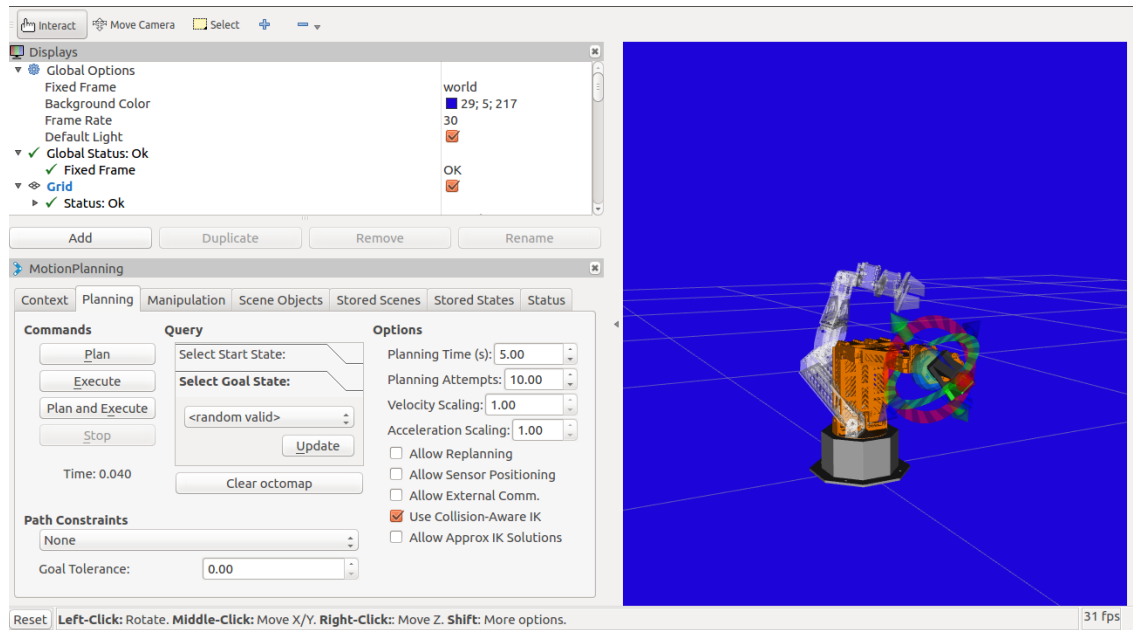 Interact Move Camera Select
Displays
Global Options
Fixed Frame world
Background Color 29; 5; 217
Frame Rate 30
Default Light
Global Status: Ok
Fixed Frame OK
Grid
Status: Ok
Add Duplicate Remove Rename
MotionPlanning
Context Planning Manipulation Scene Objects Stored Scenes Stored States Status
Commands Query Options
Plan Select Start State: Planning Time (s): 5.00
Execute Select Goal State: Planning Attempts: 10.00
Plan and Execute <random valid> Velocity Scaling: 1.00
Stop Update Acceleration Scaling: 1.00
Allow Replanning
Time: 0.040 Clear octomap Allow Sensor Positioning
Allow External Comm.
Path Constraints Use Collision-Aware IK
None Allow Approx IK Solutions
Goal Tolerance: 0.00
Reset Left-Click: Rotate. Middle-Click: Move X/Y. Right-Click:: Move Z. Shift: More options. 31 fps